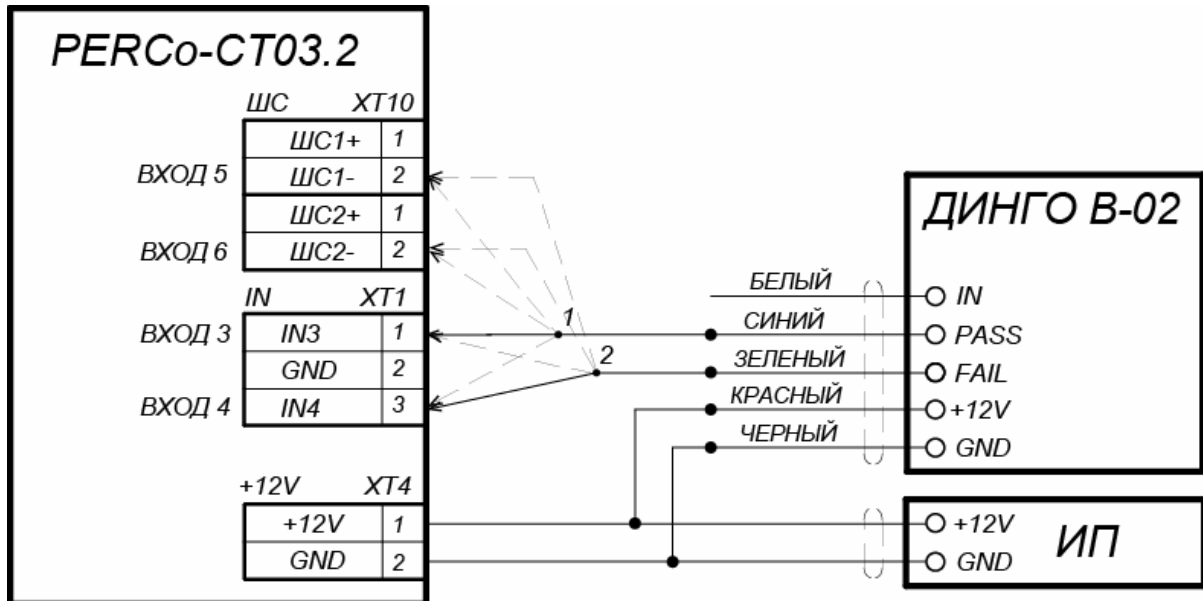 PERCo-CT03.2
ШС XT10
ШС1+ 1
ВХОД 5 ШС1- 2
ШС2+ 1
ВХОД 6 ШС2- 2
IN XT1
ВХОД 3 IN3 1
GND 2
ВХОД 4 IN4 3
+12V XT4
+12V 1
GND 2
1
2
БЕЛЫЙ
СИНИЙ
ЗЕЛЕНЫЙ
КРАСНЫЙ
ЧЕРНЫЙ
ДИНГО В-02
IN
PASS
FAIL
+12V
GND
+12V
GND
ИП